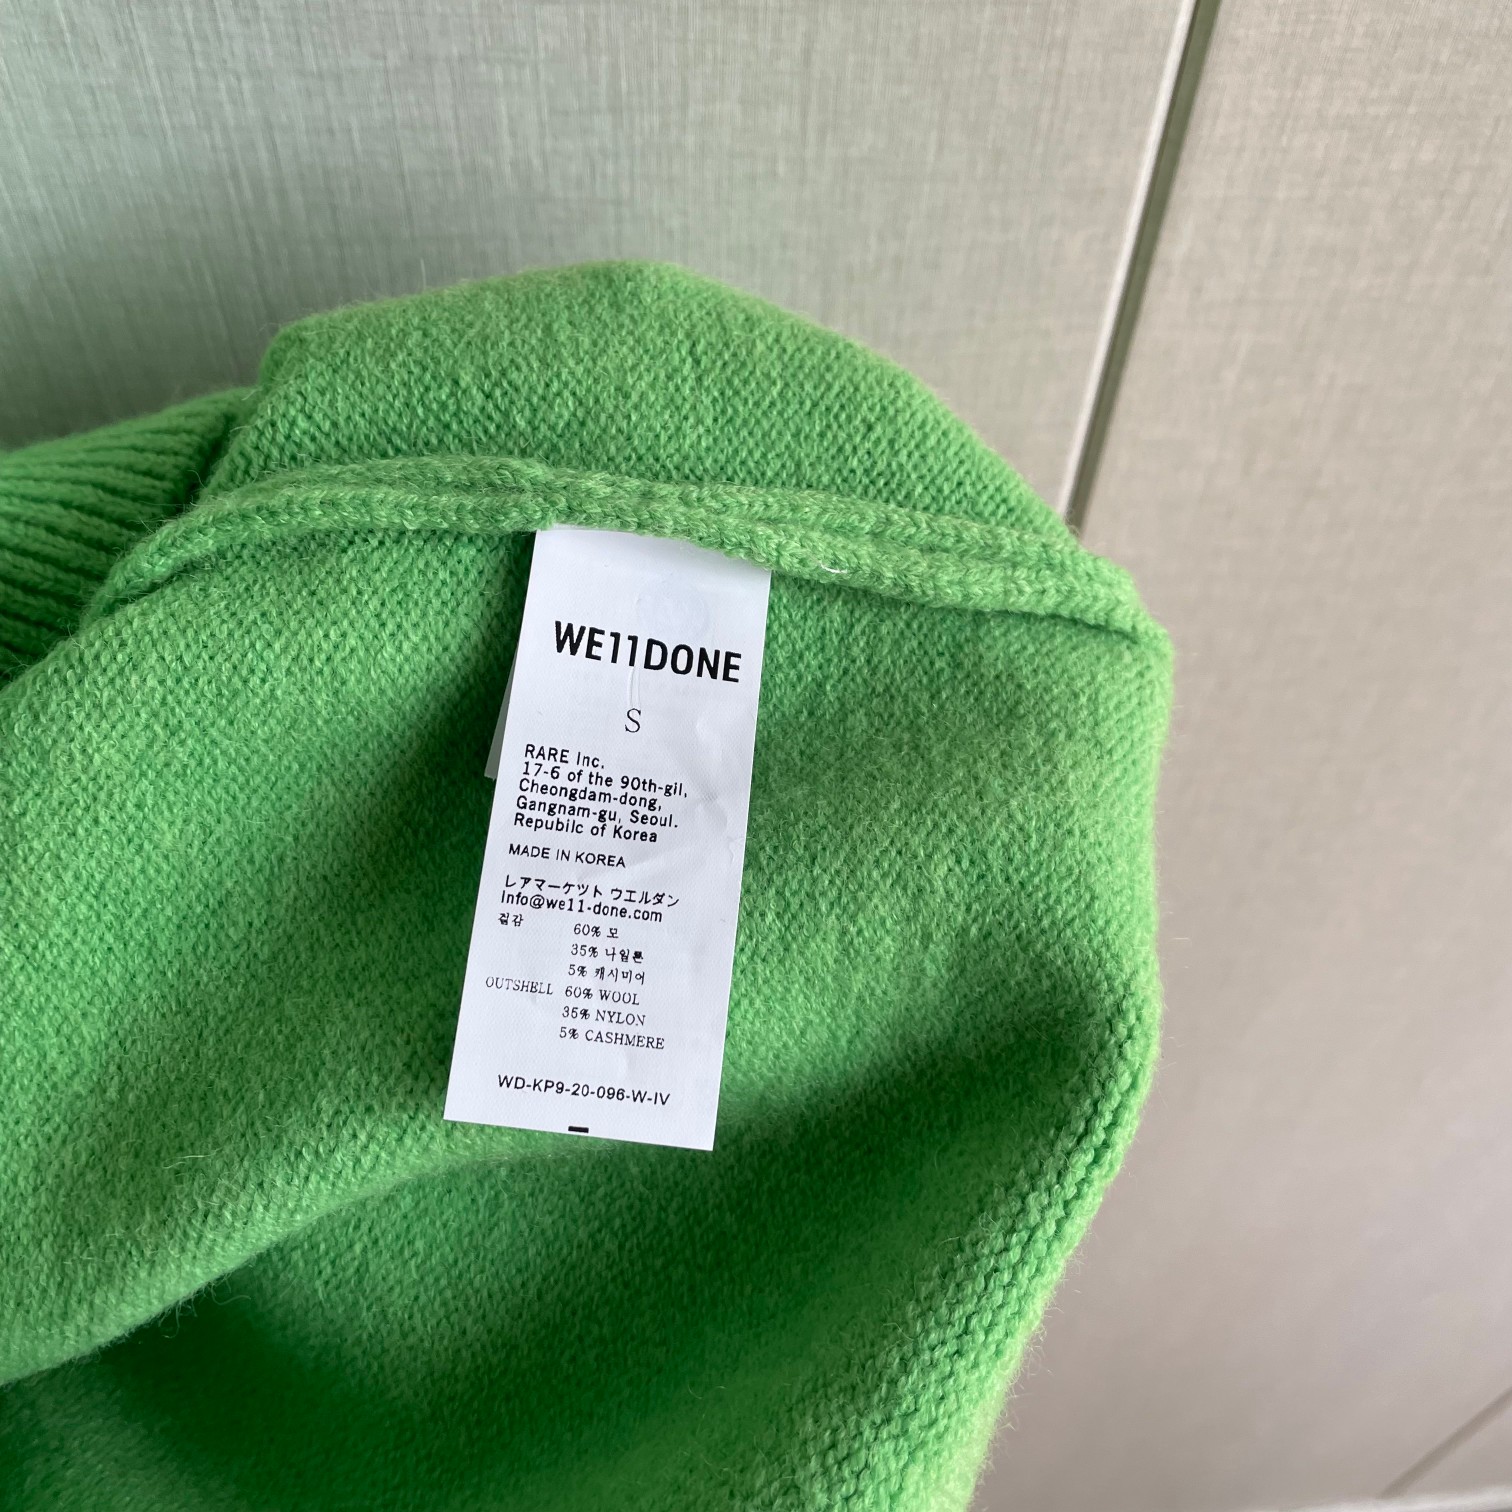 WE11DONE
S
RARE Inc.
17-6 of the 90th-gil,
Cheongdam-dong,
Gangnam-gu, Seoul.
Republic of Korea
MADE IN KOREA
レアマーケット ウエルダン
Info@we11-done.com
질감 60% 모
35% 나일론
5% 캐시미어
OUTSHELL 60% WOOL
35% NYLON
5% CASHMERE
WD-KP9-20-096-W-IV